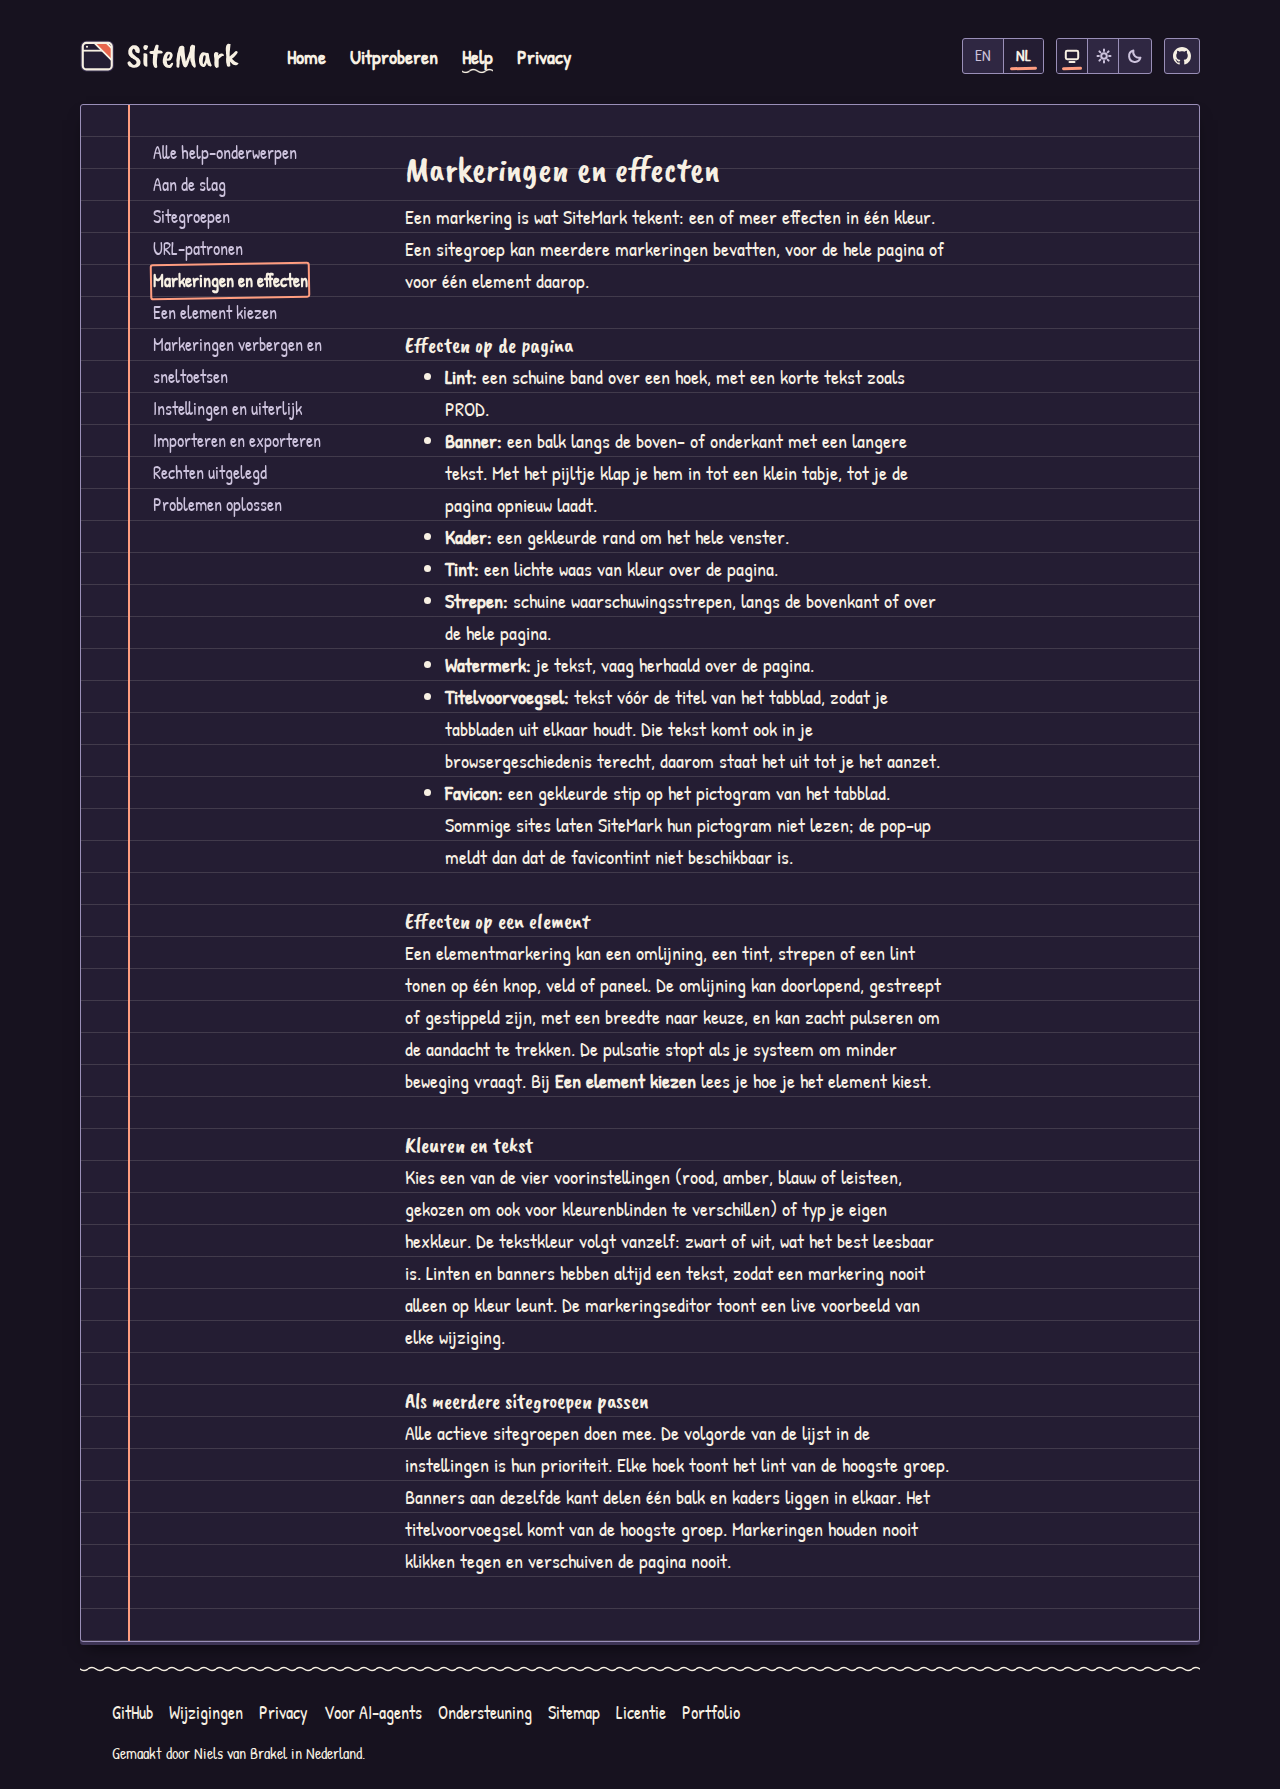 SiteMark
Home Uitproberen Help Privacy
EN NL
Alle help-onderwerpen
Aan de slag
Sitegroepen
URL-patronen
Markeringen en effecten
Een element kiezen
Markeringen verbergen en
sneltoetsen
Instellingen en uiterlijk
Importeren en exporteren
Rechten uitgelegd
Problemen oplossen
Markeringen en effecten
Een markering is wat SiteMark tekent: een of meer effecten in één kleur.
Een sitegroep kan meerdere markeringen bevatten, voor de hele pagina of
voor één element daarop.
Effecten op de pagina
• Lint: een schuine band over een hoek, met een korte tekst zoals
PROD.
• Banner: een balk langs de boven- of onderkant met een langere
tekst. Met het pijltje klap je hem in tot een klein tabje, tot je de
pagina opnieuw laadt.
• Kader: een gekleurde rand om het hele venster.
• Tint: een lichte waas van kleur over de pagina.
• Strepen: schuine waarschuwingsstrepen, langs de bovenkant of over
de hele pagina.
• Watermerk: je tekst, vaag herhaald over de pagina.
• Titelvoorvoegsel: tekst vóór de titel van het tabblad, zodat je
tabbladen uit elkaar houdt. Die tekst komt ook in je
browsergeschiedenis terecht, daarom staat het uit tot je het aanzet.
• Favicon: een gekleurde stip op het pictogram van het tabblad.
Sommige sites laten SiteMark hun pictogram niet lezen; de pop-up
meldt dan dat de favicontint niet beschikbaar is.
Effecten op een element
Een elementmarkering kan een omlijning, een tint, strepen of een lint
tonen op één knop, veld of paneel. De omlijning kan doorlopend, gestreept
of gestippeld zijn, met een breedte naar keuze, en kan zacht pulseren om
de aandacht te trekken. De pulsatie stopt als je systeem om minder
beweging vraagt. Bij Een element kiezen lees je hoe je het element kiest.
Kleuren en tekst
Kies een van de vier voorinstellingen (rood, amber, blauw of leisteen,
gekozen om ook voor kleurenblinden te verschillen) of typ je eigen
hexkleur. De tekstkleur volgt vanzelf: zwart of wit, wat het best leesbaar
is. Linten en banners hebben altijd een tekst, zodat een markering nooit
alleen op kleur leunt. De markeringseditor toont een live voorbeeld van
elke wijziging.
Als meerdere sitegroepen passen
Alle actieve sitegroepen doen mee. De volgorde van de lijst in de
instellingen is hun prioriteit. Elke hoek toont het lint van de hoogste groep.
Banners aan dezelfde kant delen één balk en kaders liggen in elkaar. Het
titelvoorvoegsel komt van de hoogste groep. Markeringen houden nooit
klikken tegen en verschuiven de pagina nooit.
GitHub Wijzigingen Privacy Voor AI-agents Ondersteuning Sitemap Licentie Portfolio
Gemaakt door Niels van Brakel in Nederland.